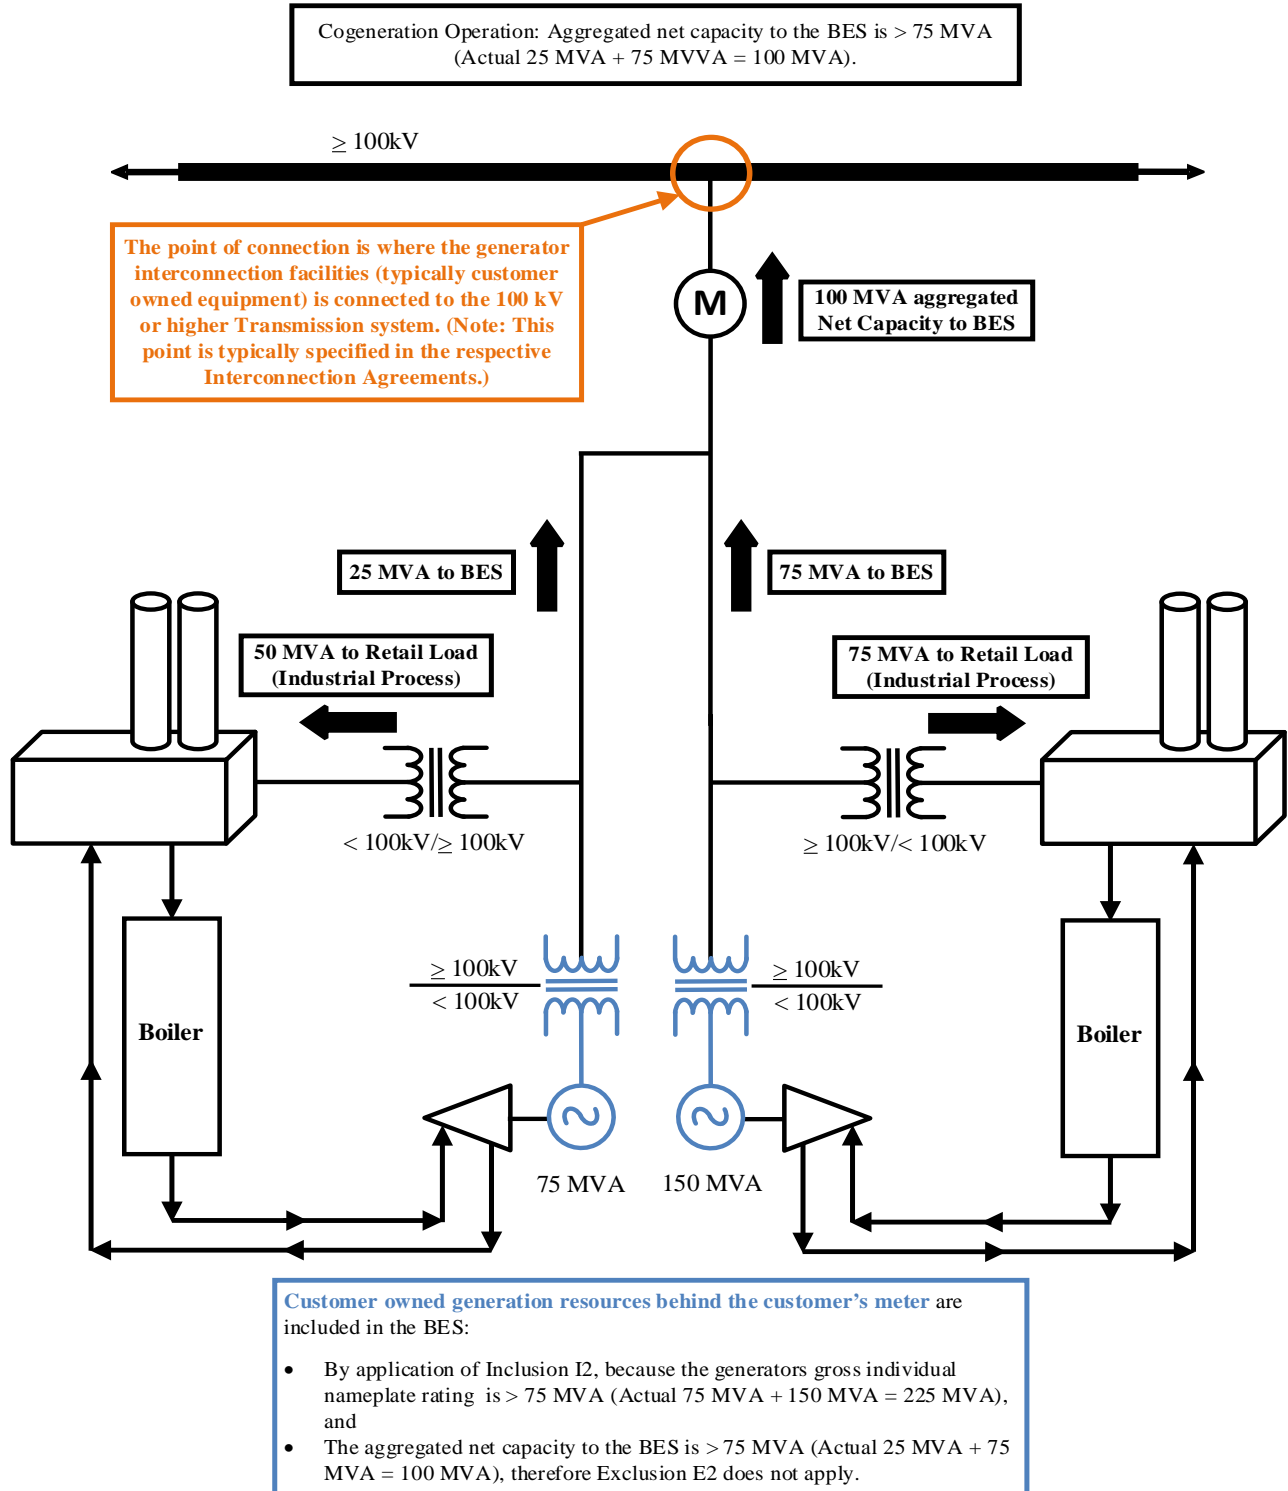 Cogeneration Operation: Aggregated net capacity to the BES is > 75 MVA
(Actual 25 MVA + 75 MVVA = 100 MVA).
≥ 100kV
The point of connection is where the generator
interconnection facilities (typically customer
owned equipment) is connected to the 100 kV
or higher Transmission system. (Note: This
point is typically specified in the respective
Interconnection Agreements.)
M
100 MVA aggregated
Net Capacity to BES
25 MVA to BES
75 MVA to BES
50 MVA to Retail Load
(Industrial Process)
75 MVA to Retail Load
(Industrial Process)
< 100kV/≥ 100kV
≥ 100kV/< 100kV
≥ 100kV
< 100kV
≥ 100kV
< 100kV
Boiler
Boiler
75 MVA
150 MVA
Customer owned generation resources behind the customer’s meter are
included in the BES:
• By application of Inclusion I2, because the generators gross individual
nameplate rating is > 75 MVA (Actual 75 MVA + 150 MVA = 225 MVA),
and
• The aggregated net capacity to the BES is > 75 MVA (Actual 25 MVA + 75
MVA = 100 MVA), therefore Exclusion E2 does not apply.